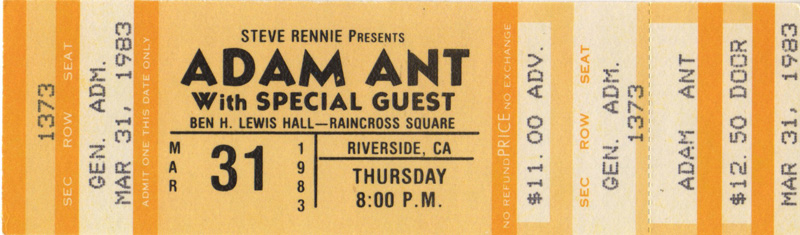 1373
SEC ROW SEAT
GEN. ADM.
MAR 31, 1983
ADMIT ONE THIS DATE ONLY
STEVE RENNIE PRESENTS
ADAM ANT
With SPECIAL GUEST
BEN H. LEWIS HALL—RAINCROSS SQUARE
MAR 31 1983
RIVERSIDE, CA
THURSDAY
8:00 P.M.
NO REFUND PRICE NO EXCHANGE
$11.00 ADV.
SEC ROW SEAT
GEN. ADM.
1373
ADAM ANT
$12.50 DOOR
MAR 31, 1983